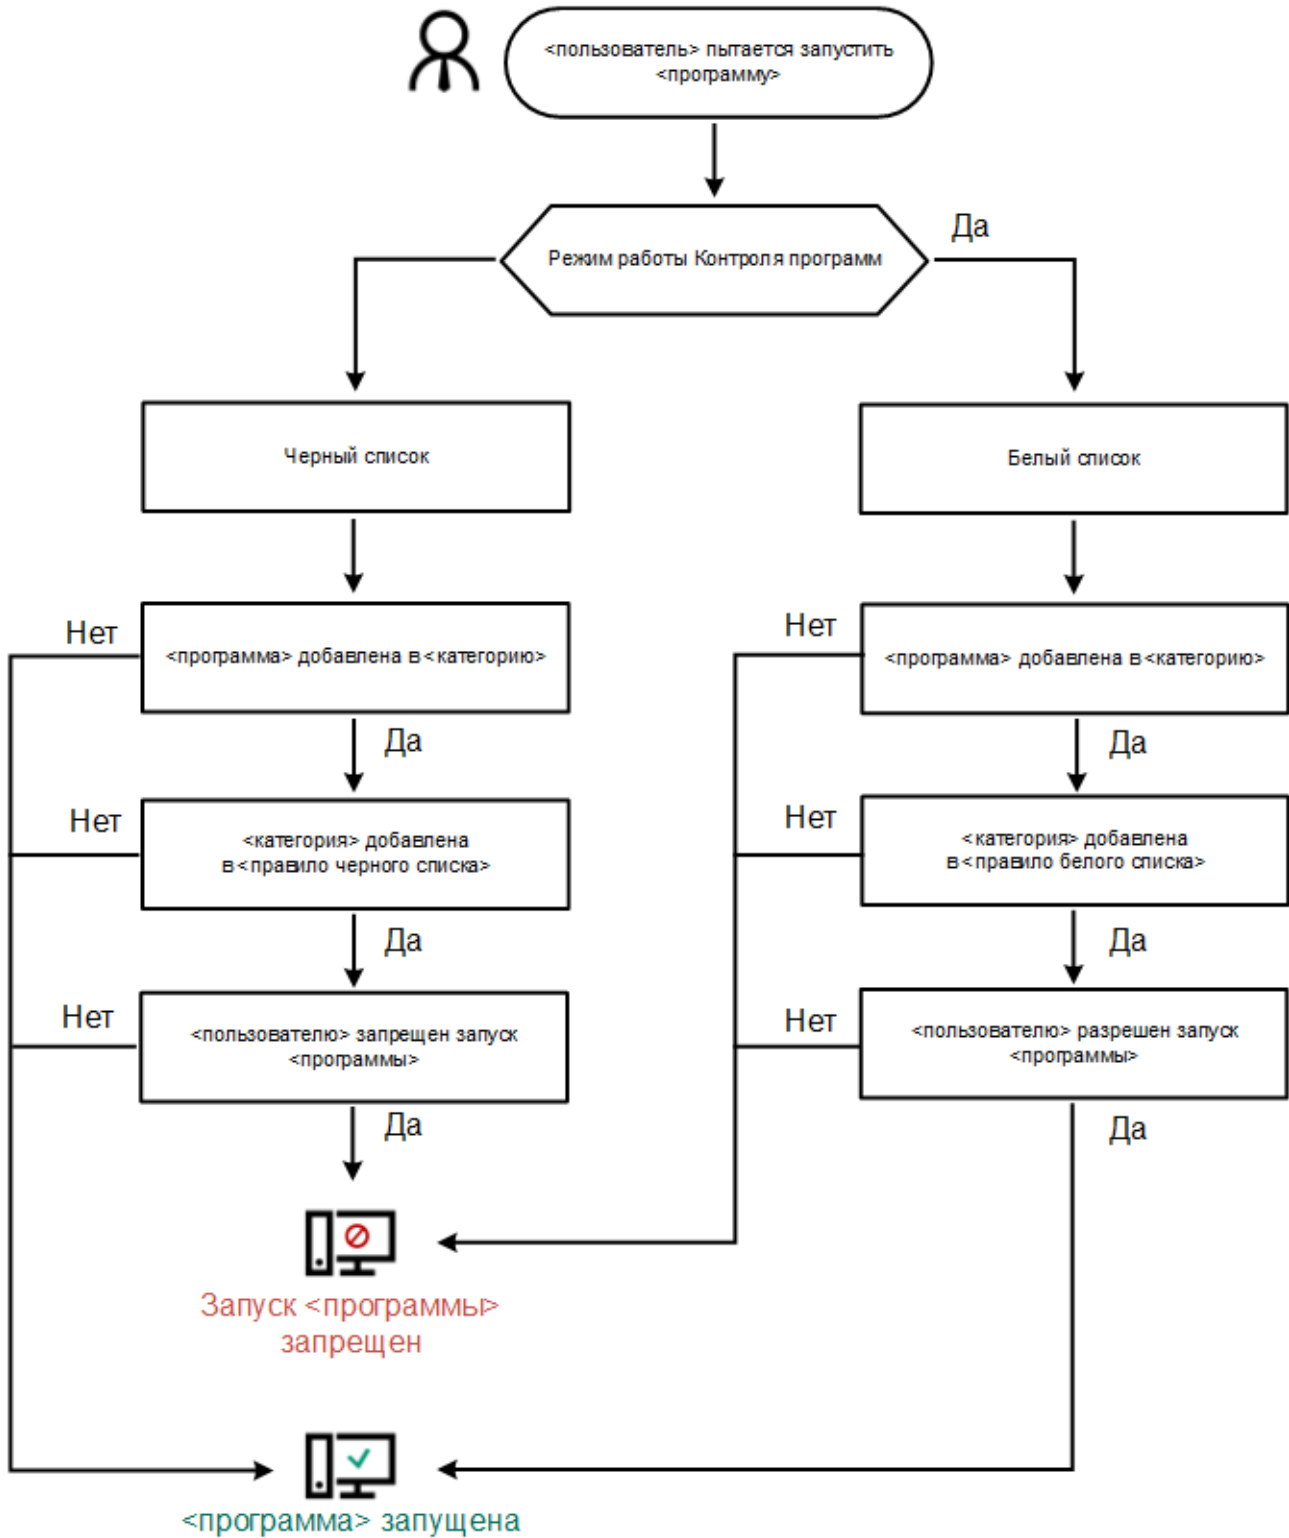 <пользователь> пытается запустить
<программу>
Да
Режим работы Контроля программ
Черный список
Белый список
Нет
<программа> добавлена в <категорию>
Нет
<программа> добавлена в <категорию>
Да
Да
Нет
<категория> добавлена
в <правило черного списка>
Нет
<категория> добавлена
в <правило белого списка>
Да
Да
Нет
<пользователю> запрещен запуск
<программы>
Нет
<пользователю> разрешен запуск
<программы>
Да
Да
Запуск <программы>
запрещен
<программа> запущена